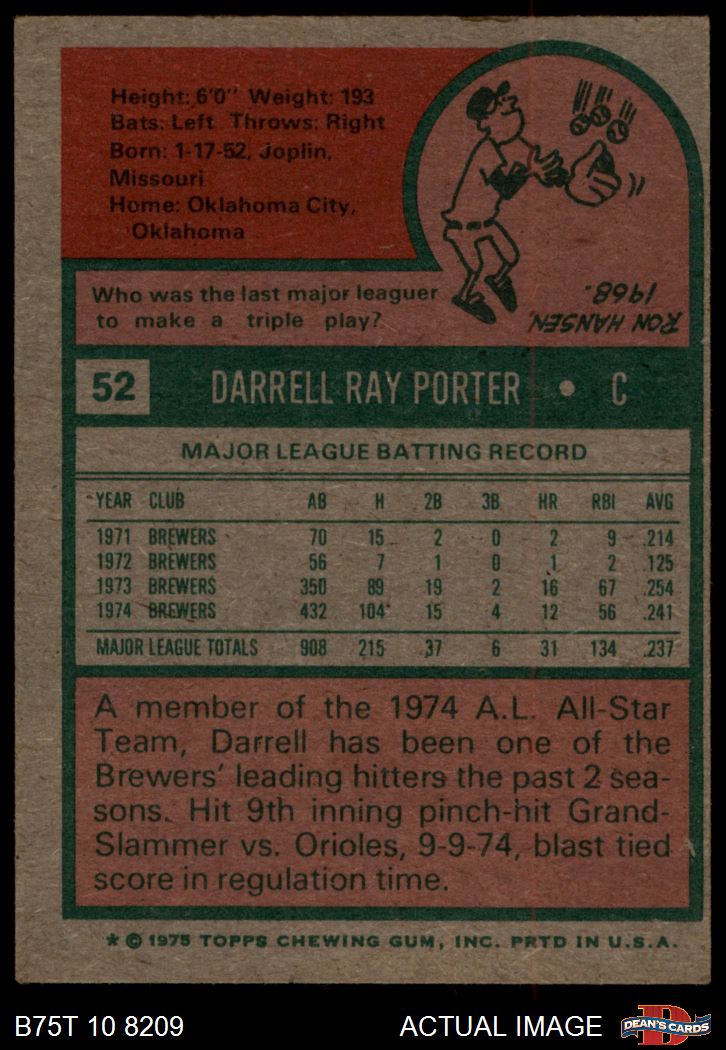 Height: 6'0" Weight: 193
Bats: Left Throws: Right
Born: 1-17-52, Joplin,
Missouri
Home: Oklahoma City,
Oklahoma
Who was the last major leaguer
to make a triple play?
RON HANSEN,
1968.
52 DARRELL RAY PORTER • C
MAJOR LEAGUE BATTING RECORD
YEAR CLUB AB H 2B 3B HR RBI AVG
1971 BREWERS 70 15 2 0 2 9 .214
1972 BREWERS 56 7 1 0 1 2 .125
1973 BREWERS 350 89 19 2 16 67 .254
1974 BREWERS 432 104 15 4 12 56 .241
MAJOR LEAGUE TOTALS 908 215 37 6 31 134 .237
A member of the 1974 A.L. All-Star
Team, Darrell has been one of the
Brewers' leading hitters the past 2 sea-
sons. Hit 9th inning pinch-hit Grand-
Slammer vs. Orioles, 9-9-74, blast tied
score in regulation time.
* © 1975 TOPPS CHEWING GUM, INC. PRTD IN U.S.A.
B75T 10 8209 ACTUAL IMAGE DEAN'S CARDS